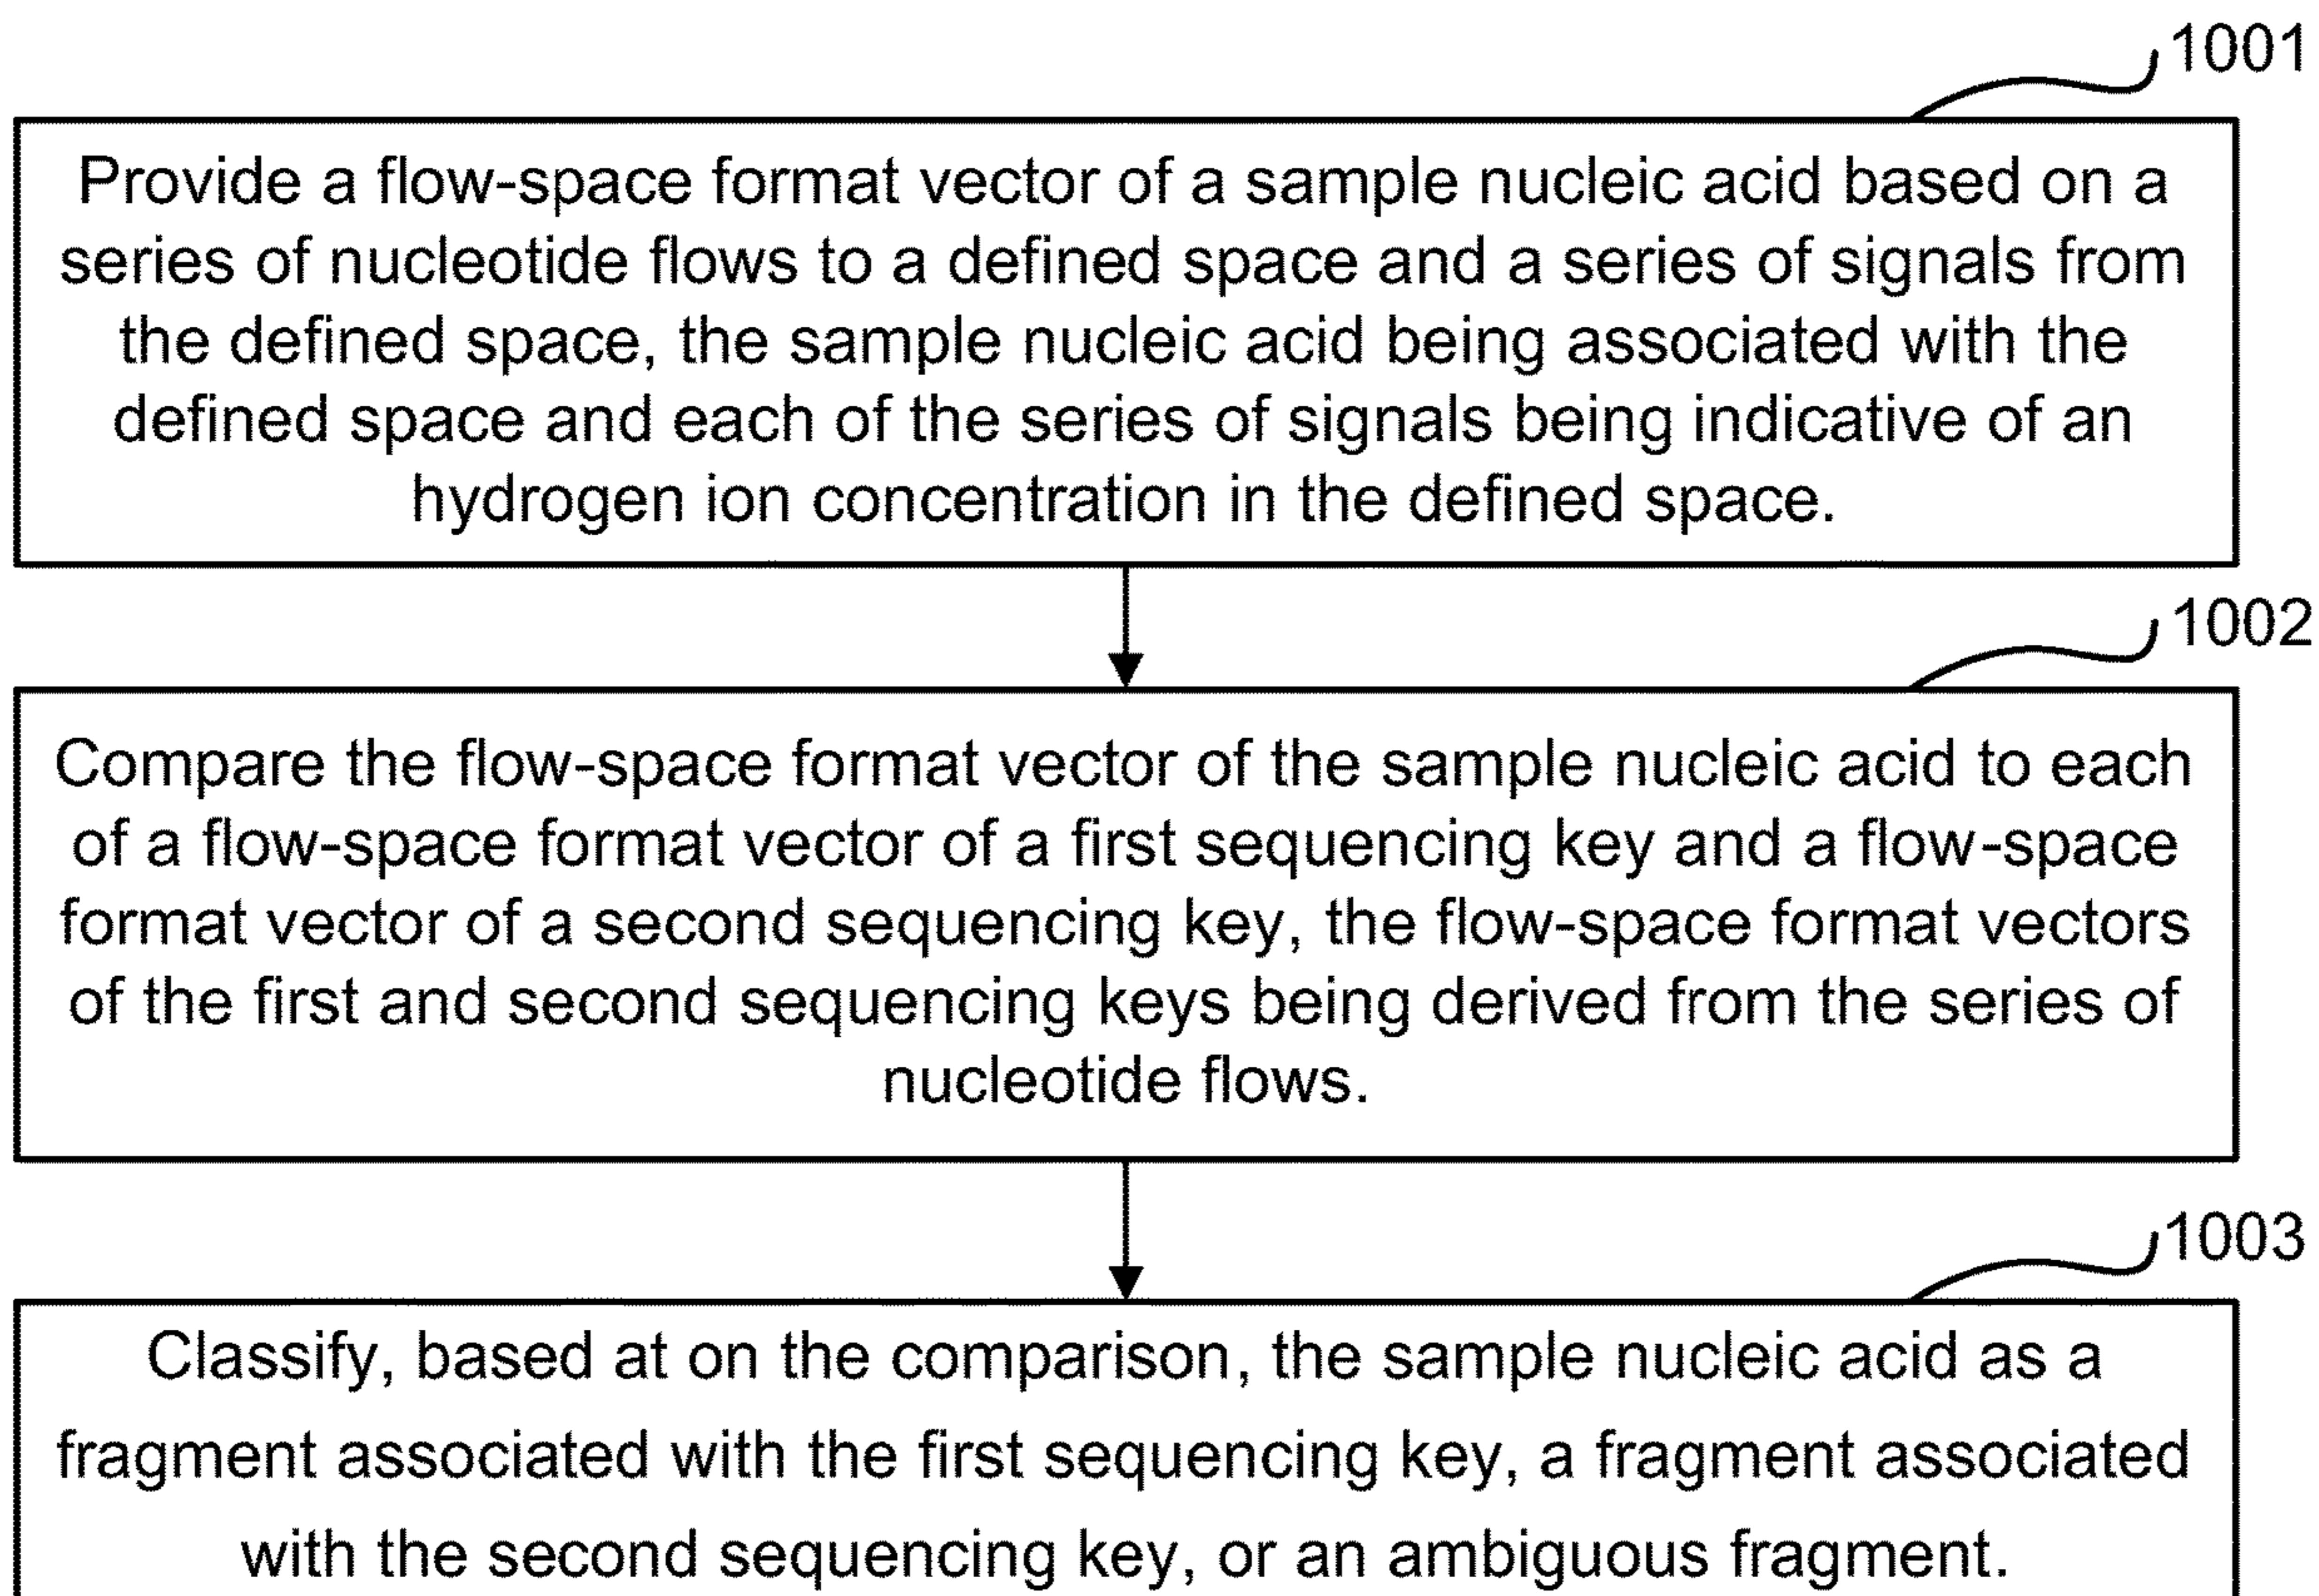 1001
Provide a flow-space format vector of a sample nucleic acid based on a
series of nucleotide flows to a defined space and a series of signals from
the defined space, the sample nucleic acid being associated with the
defined space and each of the series of signals being indicative of an
hydrogen ion concentration in the defined space.
1002
Compare the flow-space format vector of the sample nucleic acid to each
of a flow-space format vector of a first sequencing key and a flow-space
format vector of a second sequencing key, the flow-space format vectors
of the first and second sequencing keys being derived from the series of
nucleotide flows.
1003
Classify, based at on the comparison, the sample nucleic acid as a
fragment associated with the first sequencing key, a fragment associated
with the second sequencing key, or an ambiguous fragment.